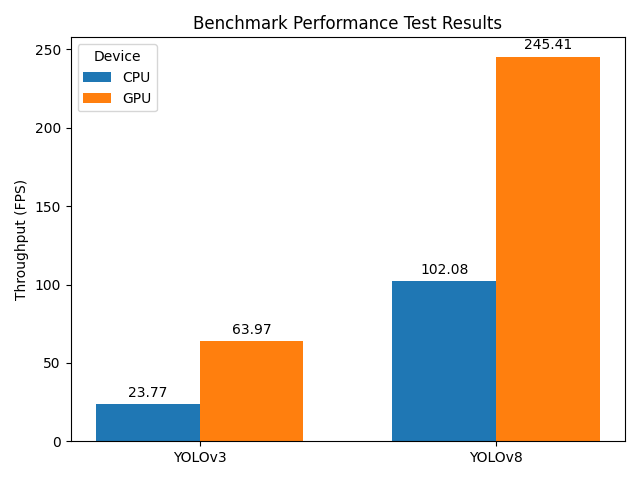 Benchmark Performance Test Results
Device
CPU
GPU
Throughput (FPS)
250
200
150
100
50
0
23.77
63.97
102.08
245.41
YOLOv3
YOLOv8